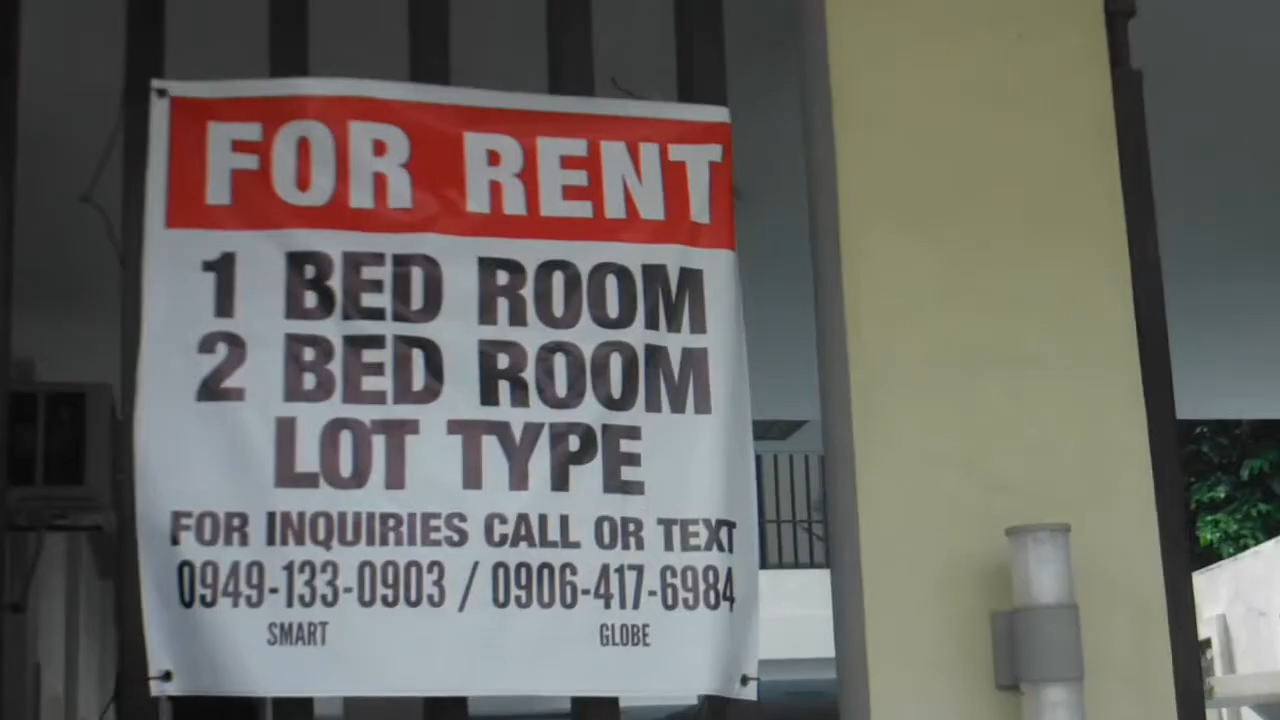 FOR RENT
1 BED ROOM
2 BED ROOM
LOT TYPE
FOR INQUIRIES CALL OR TEXT
0949-133-0903 / 0906-417-6984
SMART GLOBE